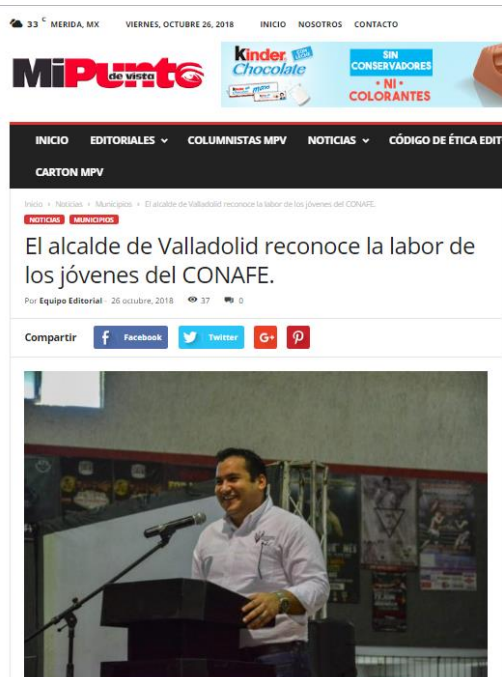 33 C MERIDA, MX VIERNES, OCTUBRE 26, 2018 INICIO NOSOTROS CONTACTO
MiPunto
de vista
Kinder
Chocolate
SIN
CONSERVADORES
• NI •
COLORANTES
INICIO EDITORIALES COLUMNISTAS MPV NOTICIAS CÓDIGO DE ÉTICA EDIT
CARTON MPV
Inicio › Noticias › Municipios › El alcalde de Valladolid reconoce la labor de los jóvenes del CONAFE.
NOTICIAS MUNICIPIOS
El alcalde de Valladolid reconoce la labor de
los jóvenes del CONAFE.
Por Equipo Editorial - 26 octubre, 2018 37 0
Compartir f Facebook Twitter G+